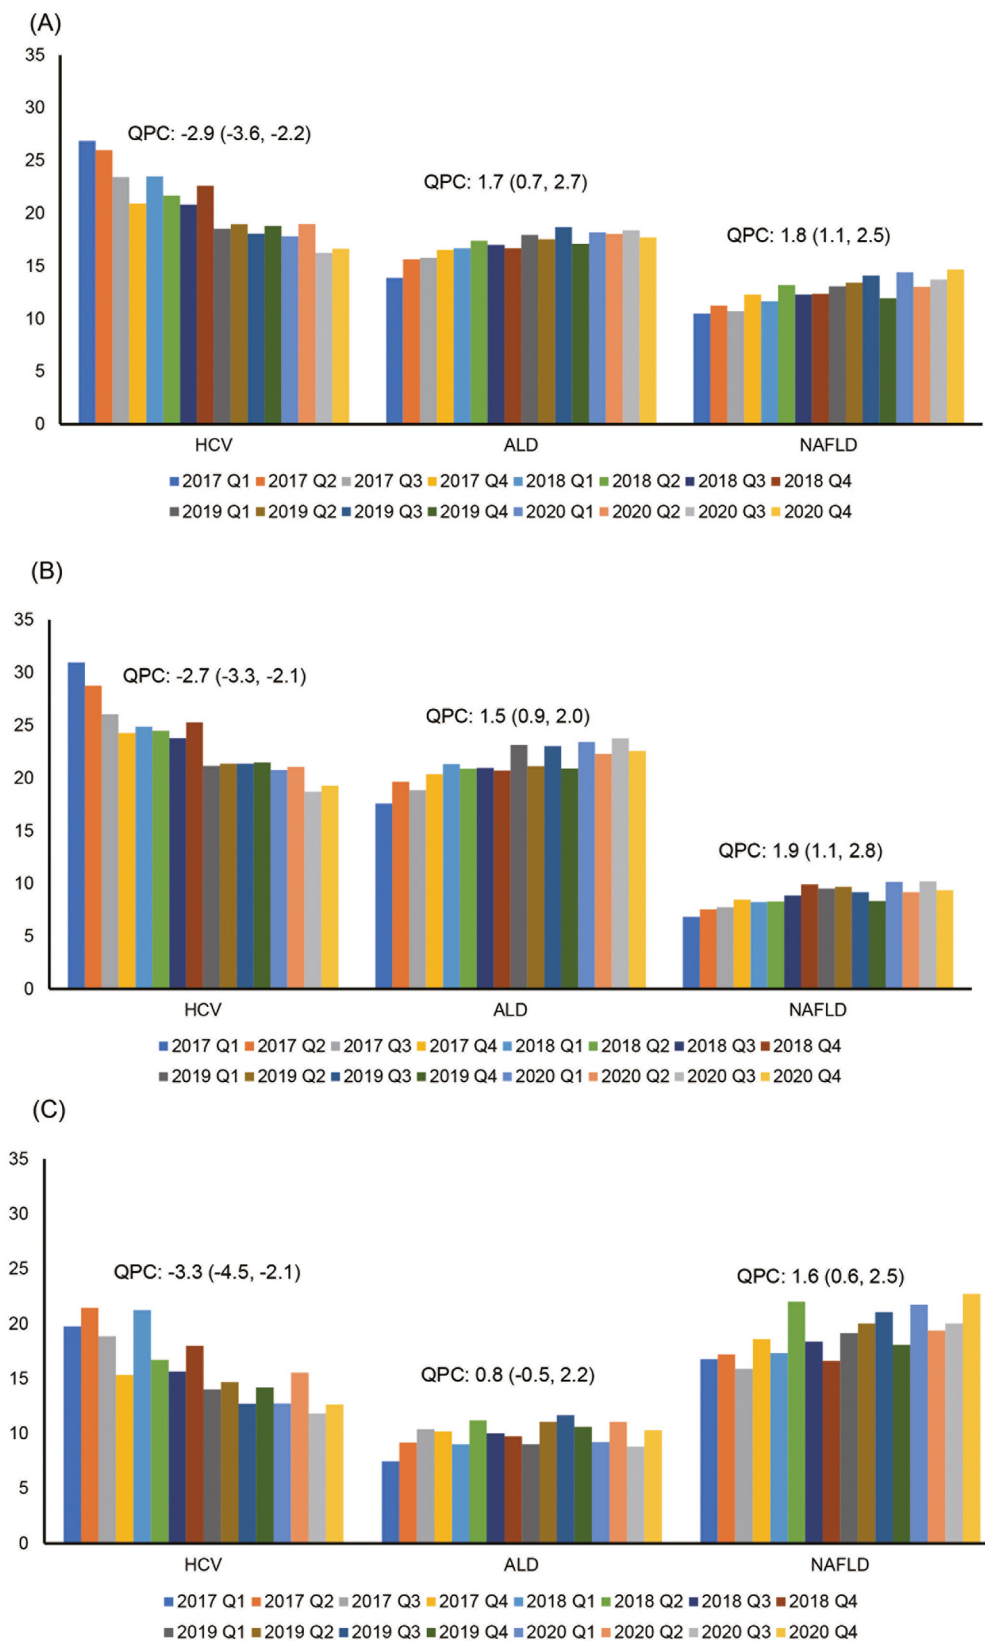 (A)
35
30
25
20
15
10
5
0
QPC: -2.9 (-3.6, -2.2)
QPC: 1.7 (0.7, 2.7)
QPC: 1.8 (1.1, 2.5)
HCV ALD NAFLD
2017 Q1 2017 Q2 2017 Q3 2017 Q4 2018 Q1 2018 Q2 2018 Q3 2018 Q4
2019 Q1 2019 Q2 2019 Q3 2019 Q4 2020 Q1 2020 Q2 2020 Q3 2020 Q4
(B)
35
30
25
20
15
10
5
0
QPC: -2.7 (-3.3, -2.1)
QPC: 1.5 (0.9, 2.0)
QPC: 1.9 (1.1, 2.8)
HCV ALD NAFLD
2017 Q1 2017 Q2 2017 Q3 2017 Q4 2018 Q1 2018 Q2 2018 Q3 2018 Q4
2019 Q1 2019 Q2 2019 Q3 2019 Q4 2020 Q1 2020 Q2 2020 Q3 2020 Q4
(C)
35
30
25
20
15
10
5
0
QPC: -3.3 (-4.5, -2.1)
QPC: 0.8 (-0.5, 2.2)
QPC: 1.6 (0.6, 2.5)
HCV ALD NAFLD
2017 Q1 2017 Q2 2017 Q3 2017 Q4 2018 Q1 2018 Q2 2018 Q3 2018 Q4
2019 Q1 2019 Q2 2019 Q3 2019 Q4 2020 Q1 2020 Q2 2020 Q3 2020 Q4